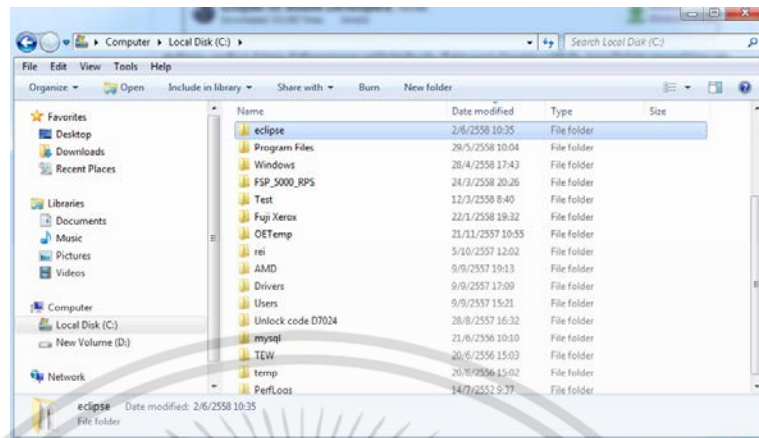 Computer ▸ Local Disk (C:) ▸ Search Local Disk (C:)
File Edit View Tools Help
Organize Open Include in library Share with Burn New folder
Favorites
Desktop
Downloads
Recent Places
Libraries
Documents
Music
Pictures
Videos
Computer
Local Disk (C:)
New Volume (D:)
Network
Name Date modified Type Size
eclipse 2/6/2558 10:35 File folder
Program Files 29/5/2558 10:04 File folder
Windows 28/4/2558 17:43 File folder
FSP_5000_RPS 24/3/2558 20:26 File folder
Test 12/3/2558 8:40 File folder
Fuji Xerox 22/1/2558 19:32 File folder
OETemp 21/11/2557 10:55 File folder
rei 5/10/2557 12:02 File folder
AMD 9/9/2557 19:13 File folder
Drivers 9/9/2557 17:09 File folder
Users 9/9/2557 15:21 File folder
Unlock code D7024 28/8/2557 16:32 File folder
mysql 21/6/2556 10:10 File folder
TEW 20/6/2556 15:03 File folder
temp 20/6/2556 15:02 File folder
PerfLogs 14/7/2552 9:37 File folder
eclipse Date modified: 2/6/2558 10:35
File folder